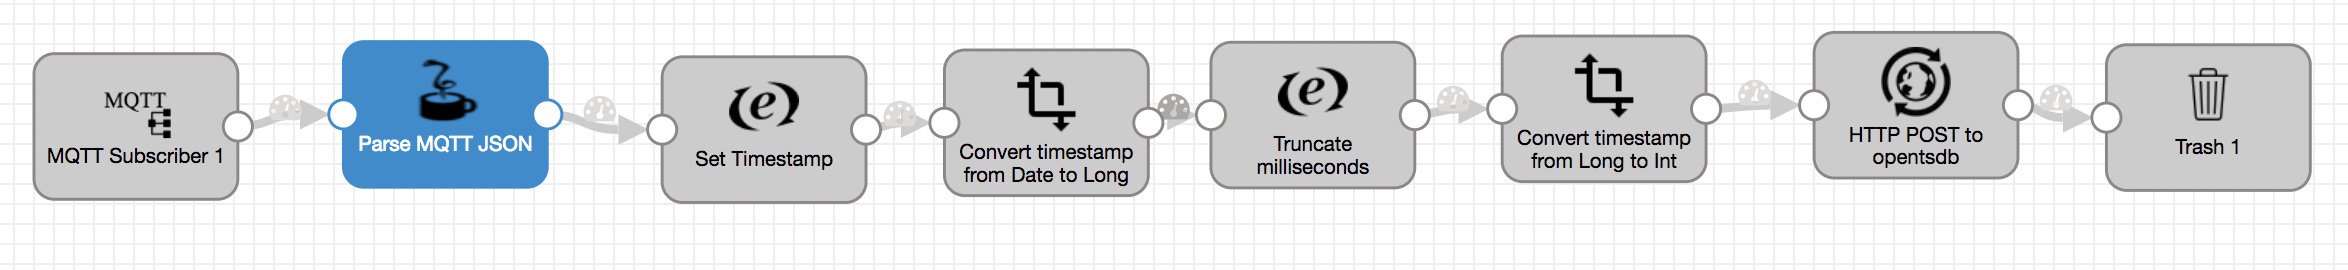 MQTT
MQTT Subscriber 1
Parse MQTT JSON
Set Timestamp
Convert timestamp
from Date to Long
Truncate
milliseconds
Convert timestamp
from Long to Int
HTTP POST to
opentsdb
Trash 1